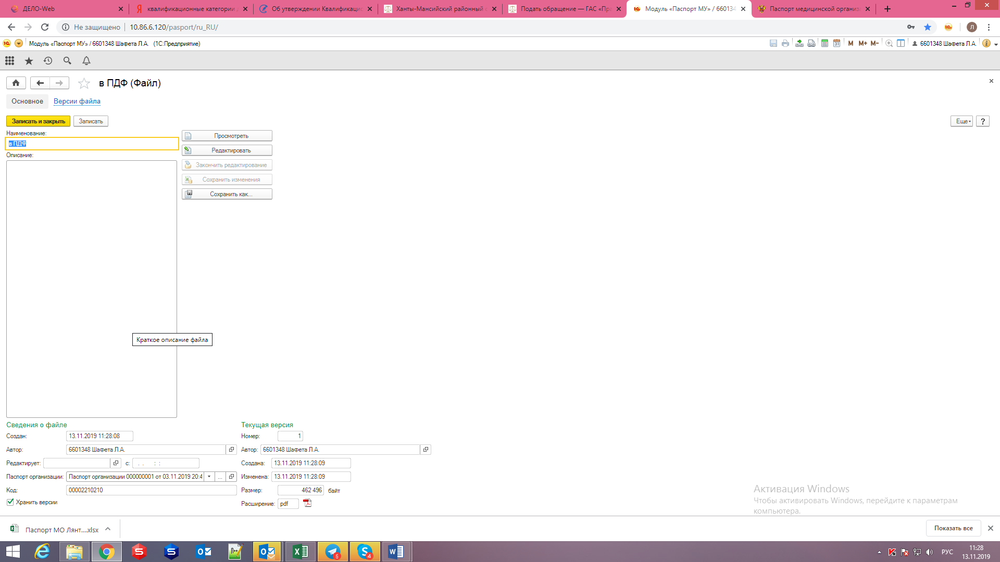 ДЕЛО-Web
квалификационные категории
Об утверждении Квалификаци
Ханты-Мансийский районный
Подать обращение — ГАС «Пра
Модуль «Паспорт МУ» / 66013
Паспорт медицинской организ
Не защищено 10.86.6.120/pasport/ru_RU/
Л
Модуль «Паспорт МУ» / 6601348 Шафета Л.А. (1С:Предприятие)
M M+ M-
6601348 Шафета Л.А.
в ПДФ (Файл)
Основное Версии файла
Записать и закрыть Записать
Еще ?
Наименование:
в ПДФ
Описание:
Просмотреть
Редактировать
Закончить редактирование
Сохранить изменения
Сохранить как...
Краткое описание файла
Сведения о файле
Создан: 13.11.2019 11:28:08
Автор: 6601348 Шафета Л.А.
Редактирует: с: . . : :
Паспорт организации: Паспорт организации 000000001 от 03.11.2019 20:4 ...
Код: 00002210210
Хранить версии
Текущая версия
Номер: 1
Автор: 6601348 Шафета Л.А.
Создана: 13.11.2019 11:28:09
Изменена: 13.11.2019 11:28:09
Размер: 462 496 байт
Расширение: pdf
Активация Windows
Чтобы активировать Windows, перейдите к параметрам
компьютера.
Паспорт МО Лянт....xlsx
Показать все
6
4
РУС
11:28
13.11.2019